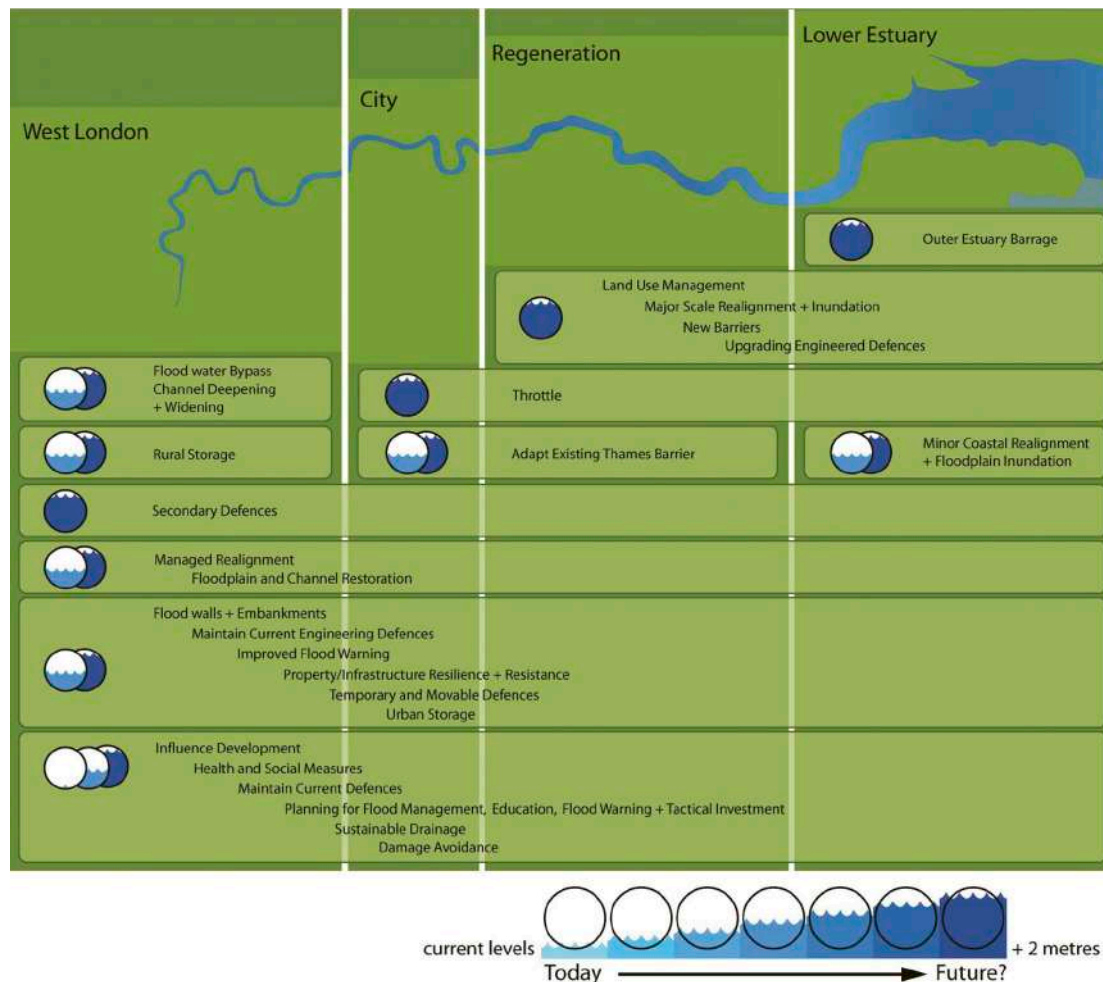 West London
City
Regeneration
Lower Estuary
Outer Estuary Barrage
Land Use Management
Major Scale Realignment + Inundation
New Barriers
Upgrading Engineered Defences
Flood water Bypass
Channel Deepening
+ Widening
Throttle
Rural Storage
Adapt Existing Thames Barrier
Minor Coastal Realignment
+ Floodplain Inundation
Secondary Defences
Managed Realignment
Floodplain and Channel Restoration
Flood walls + Embankments
Maintain Current Engineering Defences
Improved Flood Warning
Property/Infrastructure Resilience + Resistance
Temporary and Movable Defences
Urban Storage
Influence Development
Health and Social Measures
Maintain Current Defences
Planning for Flood Management, Education, Flood Warning + Tactical Investment
Sustainable Drainage
Damage Avoidance
current levels
+ 2 metres
Today
Future?